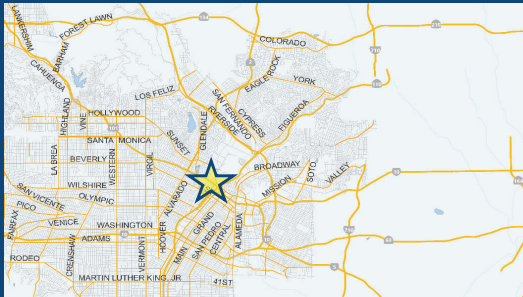 LANKERSHIM
FOREST LAWN
BARHAM
CAHUENGA
COLORADO
EAGLE ROCK
YORK
LOS FELIZ
SAN FERNANDO
RIVERSIDE
CYPRESS
FIGUEROA
HIGHLAND
VINE
HOLLYWOOD
GLENDALE
SANTA MONICA
SUNSET
LA BREA
BEVERLY
WESTERN
VIRGIL
BROADWAY
SOTO
VALLEY
MISSION
WILSHIRE
SAN VICENTE
OLYMPIC
ALVARADO
PICO
FAIRFAX
VENICE
WASHINGTON
HOOVER
GRAND
ALAMEDA
ADAMS
SAN PEDRO
CENTRAL
MAIN
RODEO
CRENSHAW
VERMONT
MARTIN LUTHER KING, JR
41ST